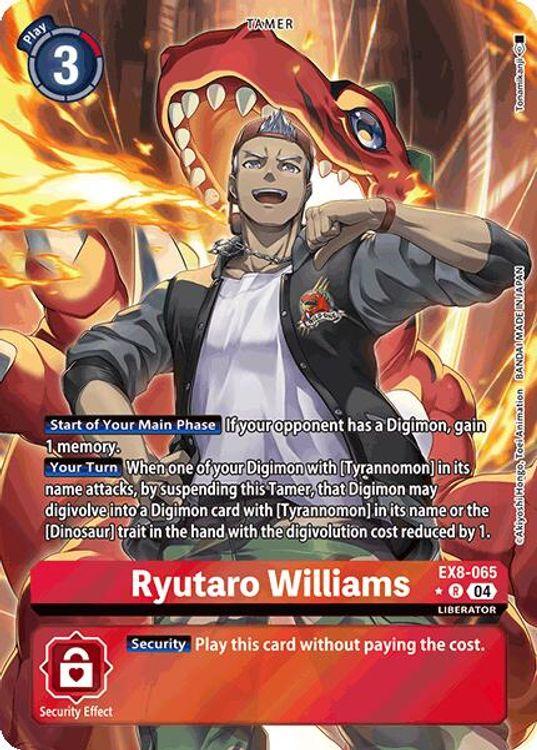 TAMER
Play
3
Tonamikanji
Start of Your Main Phase If your opponent has a Digimon, gain
1 memory.
Your Turn When one of your Digimon with [Tyrannomon] in its
name attacks, by suspending this Tamer, that Digimon may
digivolve into a Digimon card with [Tyrannomon] in its name or the
[Dinosaur] trait in the hand with the digivolution cost reduced by 1.
©Akiyoshi Hongo, Toei Animation BANDAI MADE IN JAPAN
Ryutaro Williams
EX8-065
R 04
LIBERATOR
Security Play this card without paying the cost.
Security Effect